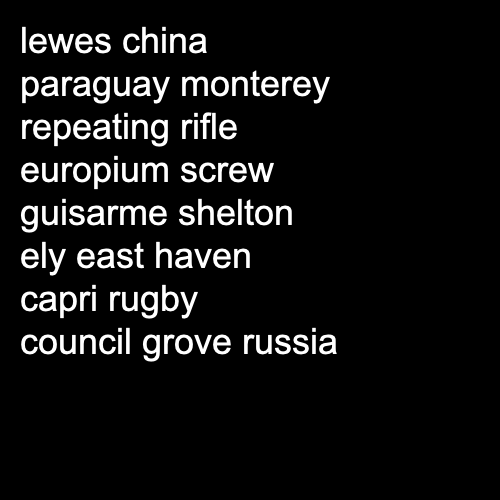 lewes china
paraguay monterey
repeating rifle
europium screw
guisarme shelton
ely east haven
capri rugby
council grove russia